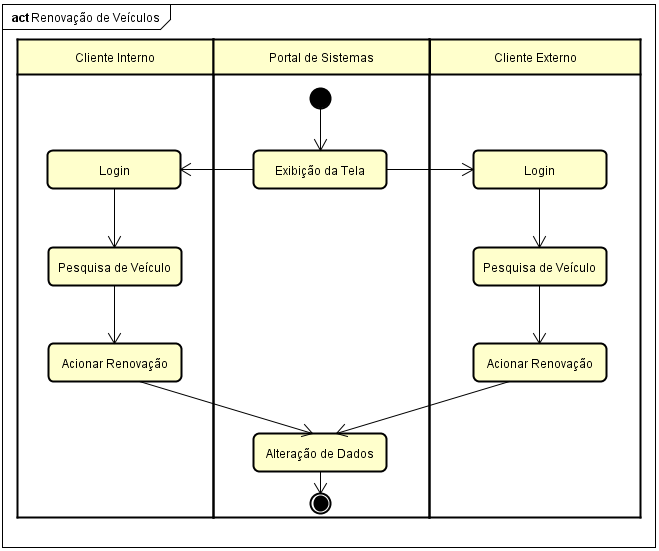 act Renovação de Veículos
Cliente Interno
Portal de Sistemas
Cliente Externo
Login
Exibição da Tela
Login
Pesquisa de Veículo
Pesquisa de Veículo
Acionar Renovação
Acionar Renovação
Alteração de Dados